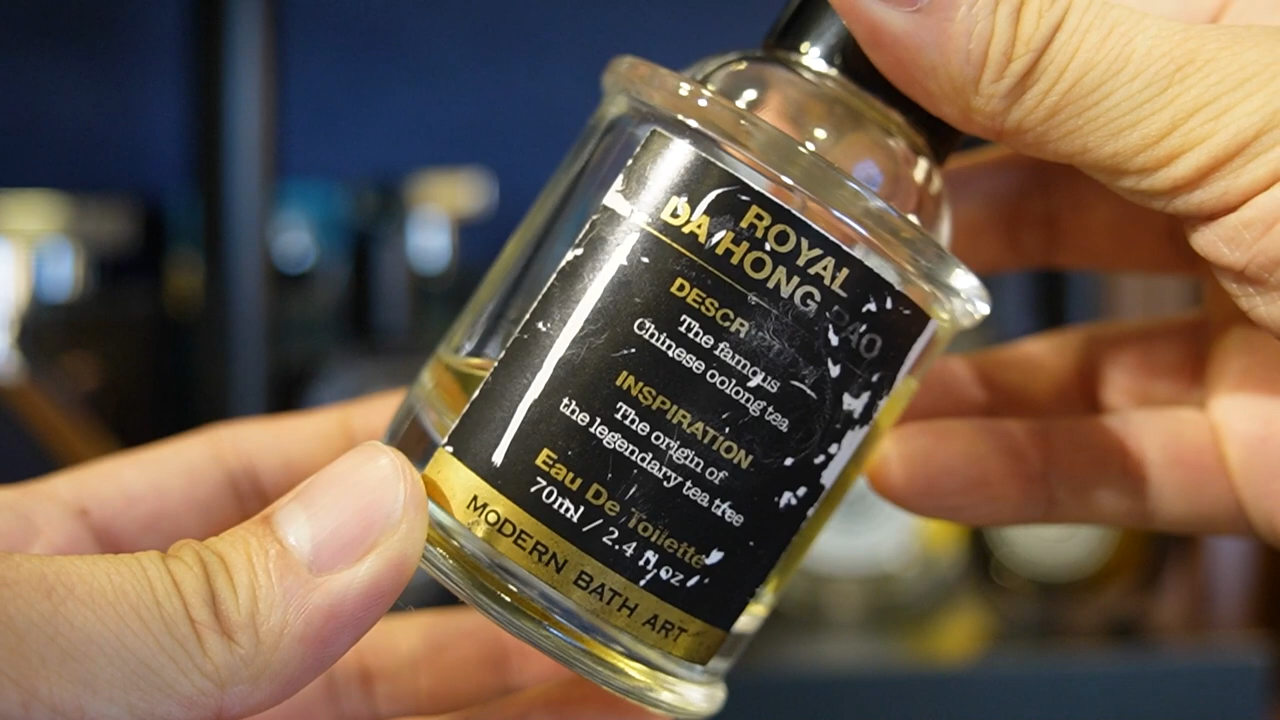 ROYAL
DA HONG PAO
DESCR
The famous
Chinese oolong tea
INSPIRATION
The origin of
the legendary tea tree
Eau De Toilette
70ml / 2.4 fl oz
MODERN BATH ART